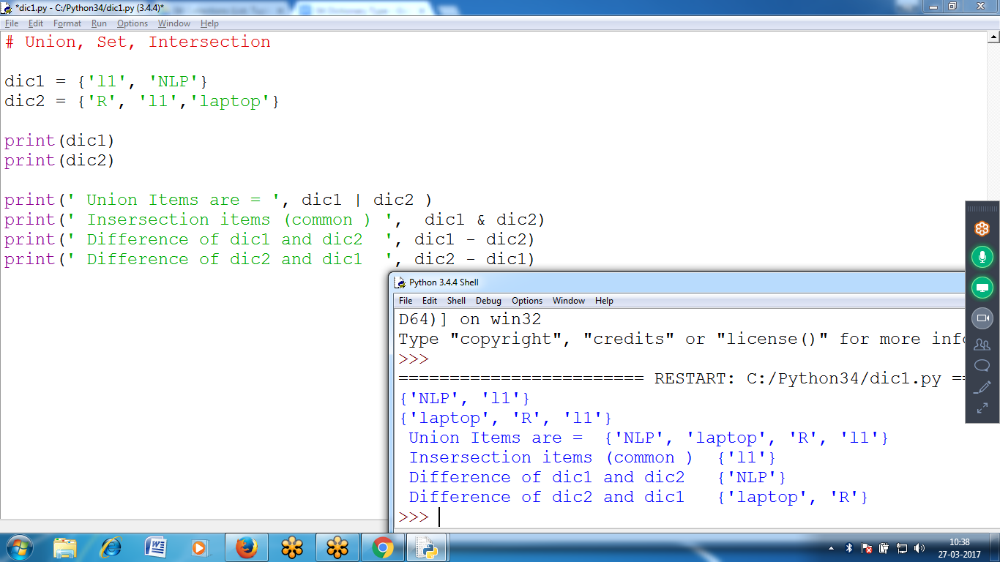 *dic1.py - C:/Python34/dic1.py (3.4.4)*
File Edit Format Run Options Window Help
# Union, Set, Intersection
dic1 = {'l1', 'NLP'}
dic2 = {'R', 'l1','laptop'}
print(dic1)
print(dic2)
print(' Union Items are = ', dic1 | dic2 )
print(' Insersection items (common ) ',  dic1 & dic2)
print(' Difference of dic1 and dic2  ', dic1 - dic2)
print(' Difference of dic2 and dic1  ', dic2 - dic1)
Python 3.4.4 Shell
File Edit Shell Debug Options Window Help
D64)] on win32
Type "copyright", "credits" or "license()" for more info
>>>
======================== RESTART: C:/Python34/dic1.py ==
{'NLP', 'l1'}
{'laptop', 'R', 'l1'}
 Union Items are =  {'NLP', 'laptop', 'R', 'l1'}
 Insersection items (common )  {'l1'}
 Difference of dic1 and dic2   {'NLP'}
 Difference of dic2 and dic1   {'laptop', 'R'}
>>>
10:38
27-03-2017